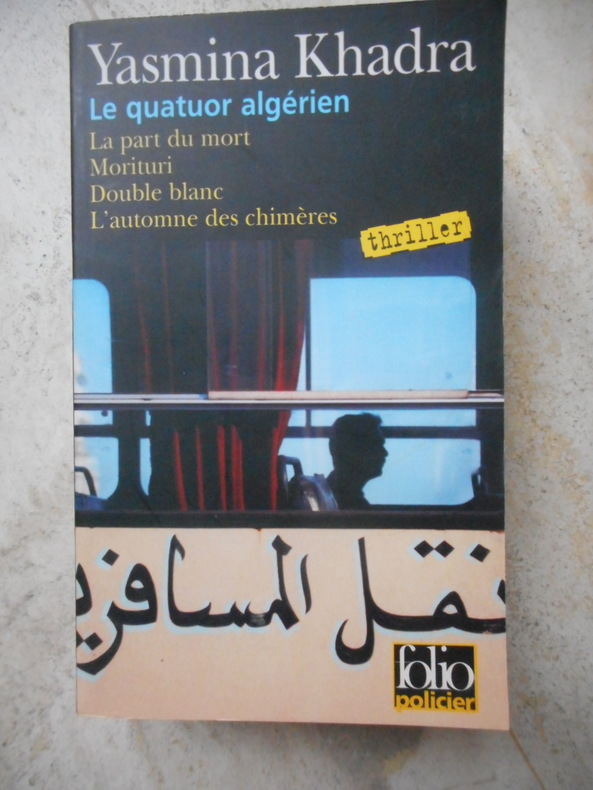 Yasmina Khadra
Le quatuor algérien
La part du mort
Morituri
Double blanc
L'automne des chimères
thriller
نقل المسافري
folio
policier